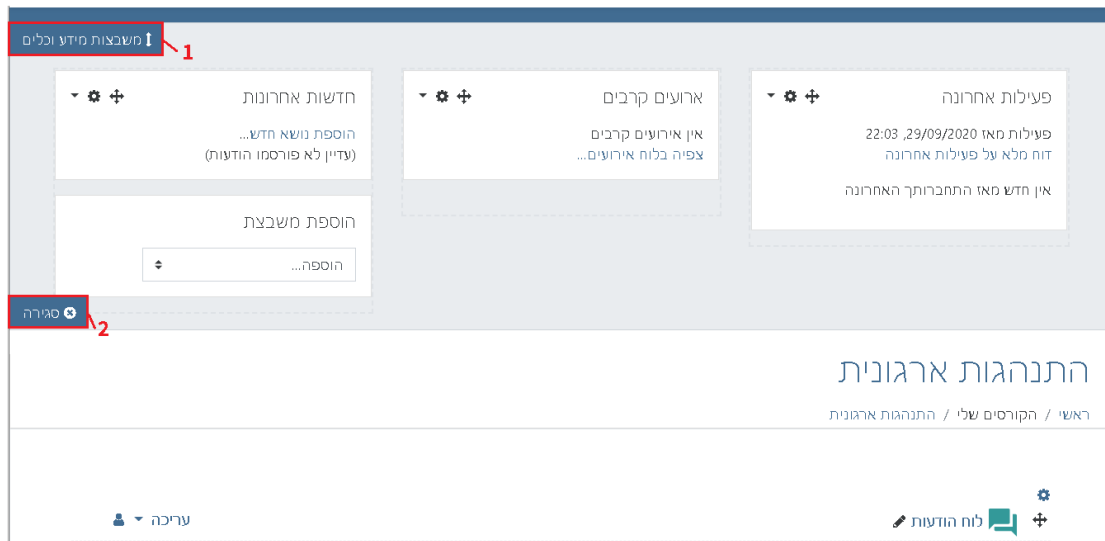 משבצות מידע וכלים
1
פעילות אחרונה
פעילות מאז 29/09/2020, 22:03
דוח מלא על פעילות אחרונה
אין חדש מאז התחברותך האחרונה
ארועים קרבים
אין אירועים קרבים
צפיה בלוח אירועים...
חדשות אחרונות
הוספת נושא חדש...
(עדיין לא פורסמו הודעות)
הוספת משבצת
הוספה...
סגירה
2
התנהגות ארגונית
ראשי / הקורסים שלי / התנהגות ארגונית
לוח הודעות
עריכה